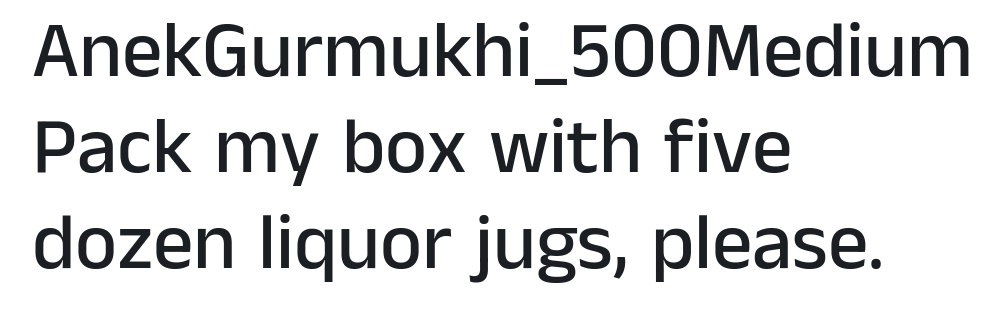 AnekGurmukhi_500Medium
Pack my box with five
dozen liquor jugs, please.